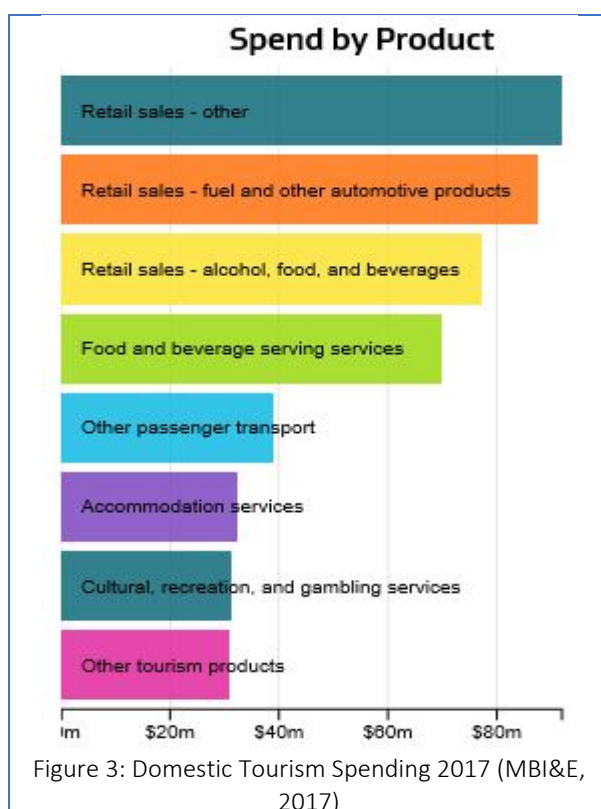 Spend by Product
Retail sales - other
Retail sales - fuel and other automotive products
Retail sales - alcohol, food, and beverages
Food and beverage serving services
Other passenger transport
Accommodation services
Cultural, recreation, and gambling services
Other tourism products
m $20m $40m $60m $80m
Figure 3: Domestic Tourism Spending 2017 (MBI&E,
2017)